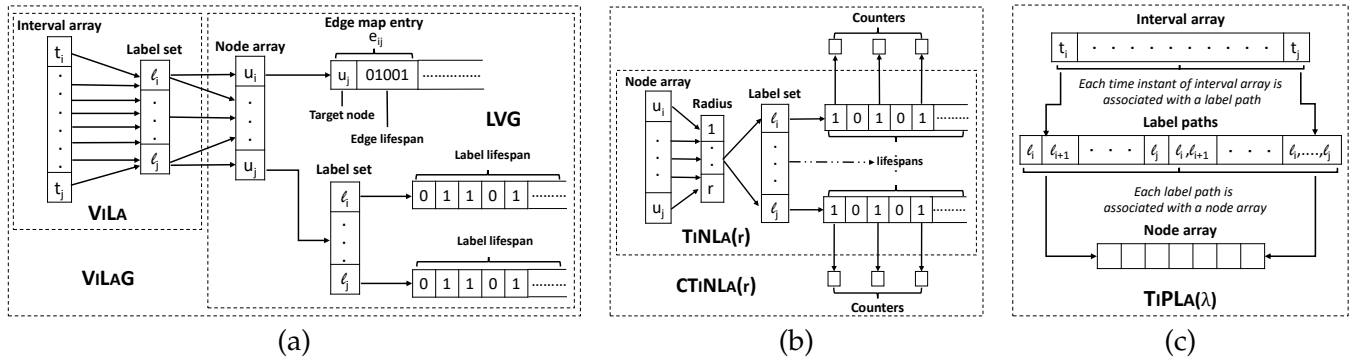 Interval array
t_i
t_j
Label set
ℓ_i
ℓ_j
VILA
VILAG
Node array
u_i
u_j
Edge map entry
e_ij
u_j 01001
Target node
Edge lifespan
LVG
Label set
ℓ_i
ℓ_j
Label lifespan
0 1 1 0 1
Label lifespan
0 1 1 0 1
(a)
Counters
Node array
u_i
u_j
Radius
1
r
Label set
ℓ_i
ℓ_j
1 0 1 0 1
lifespans
1 0 1 0 1
TINLA(r)
CTINLA(r)
Counters
(b)
Interval array
t_i t_j
Each time instant of interval array is
associated with a label path
Label paths
ℓ_i ℓ_i+1 ℓ_j ℓ_i,ℓ_i+1 ℓ_i,....,ℓ_j
Each label path is
associated with a node array
Node array
TIPLA(λ)
(c)